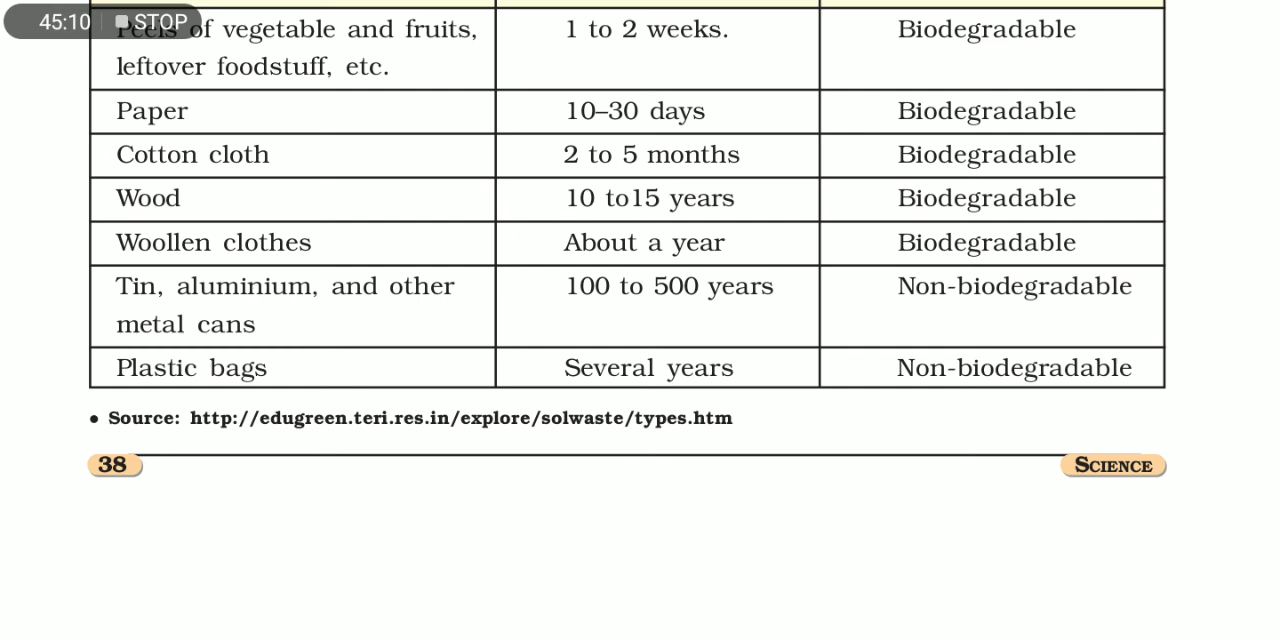 45:10 STOP
Peels of vegetable and fruits, 1 to 2 weeks. Biodegradable
leftover foodstuff, etc.
Paper 10–30 days Biodegradable
Cotton cloth 2 to 5 months Biodegradable
Wood 10 to15 years Biodegradable
Woollen clothes About a year Biodegradable
Tin, aluminium, and other 100 to 500 years Non-biodegradable
metal cans
Plastic bags Several years Non-biodegradable
• Source: http://edugreen.teri.res.in/explore/solwaste/types.htm
38 SCIENCE